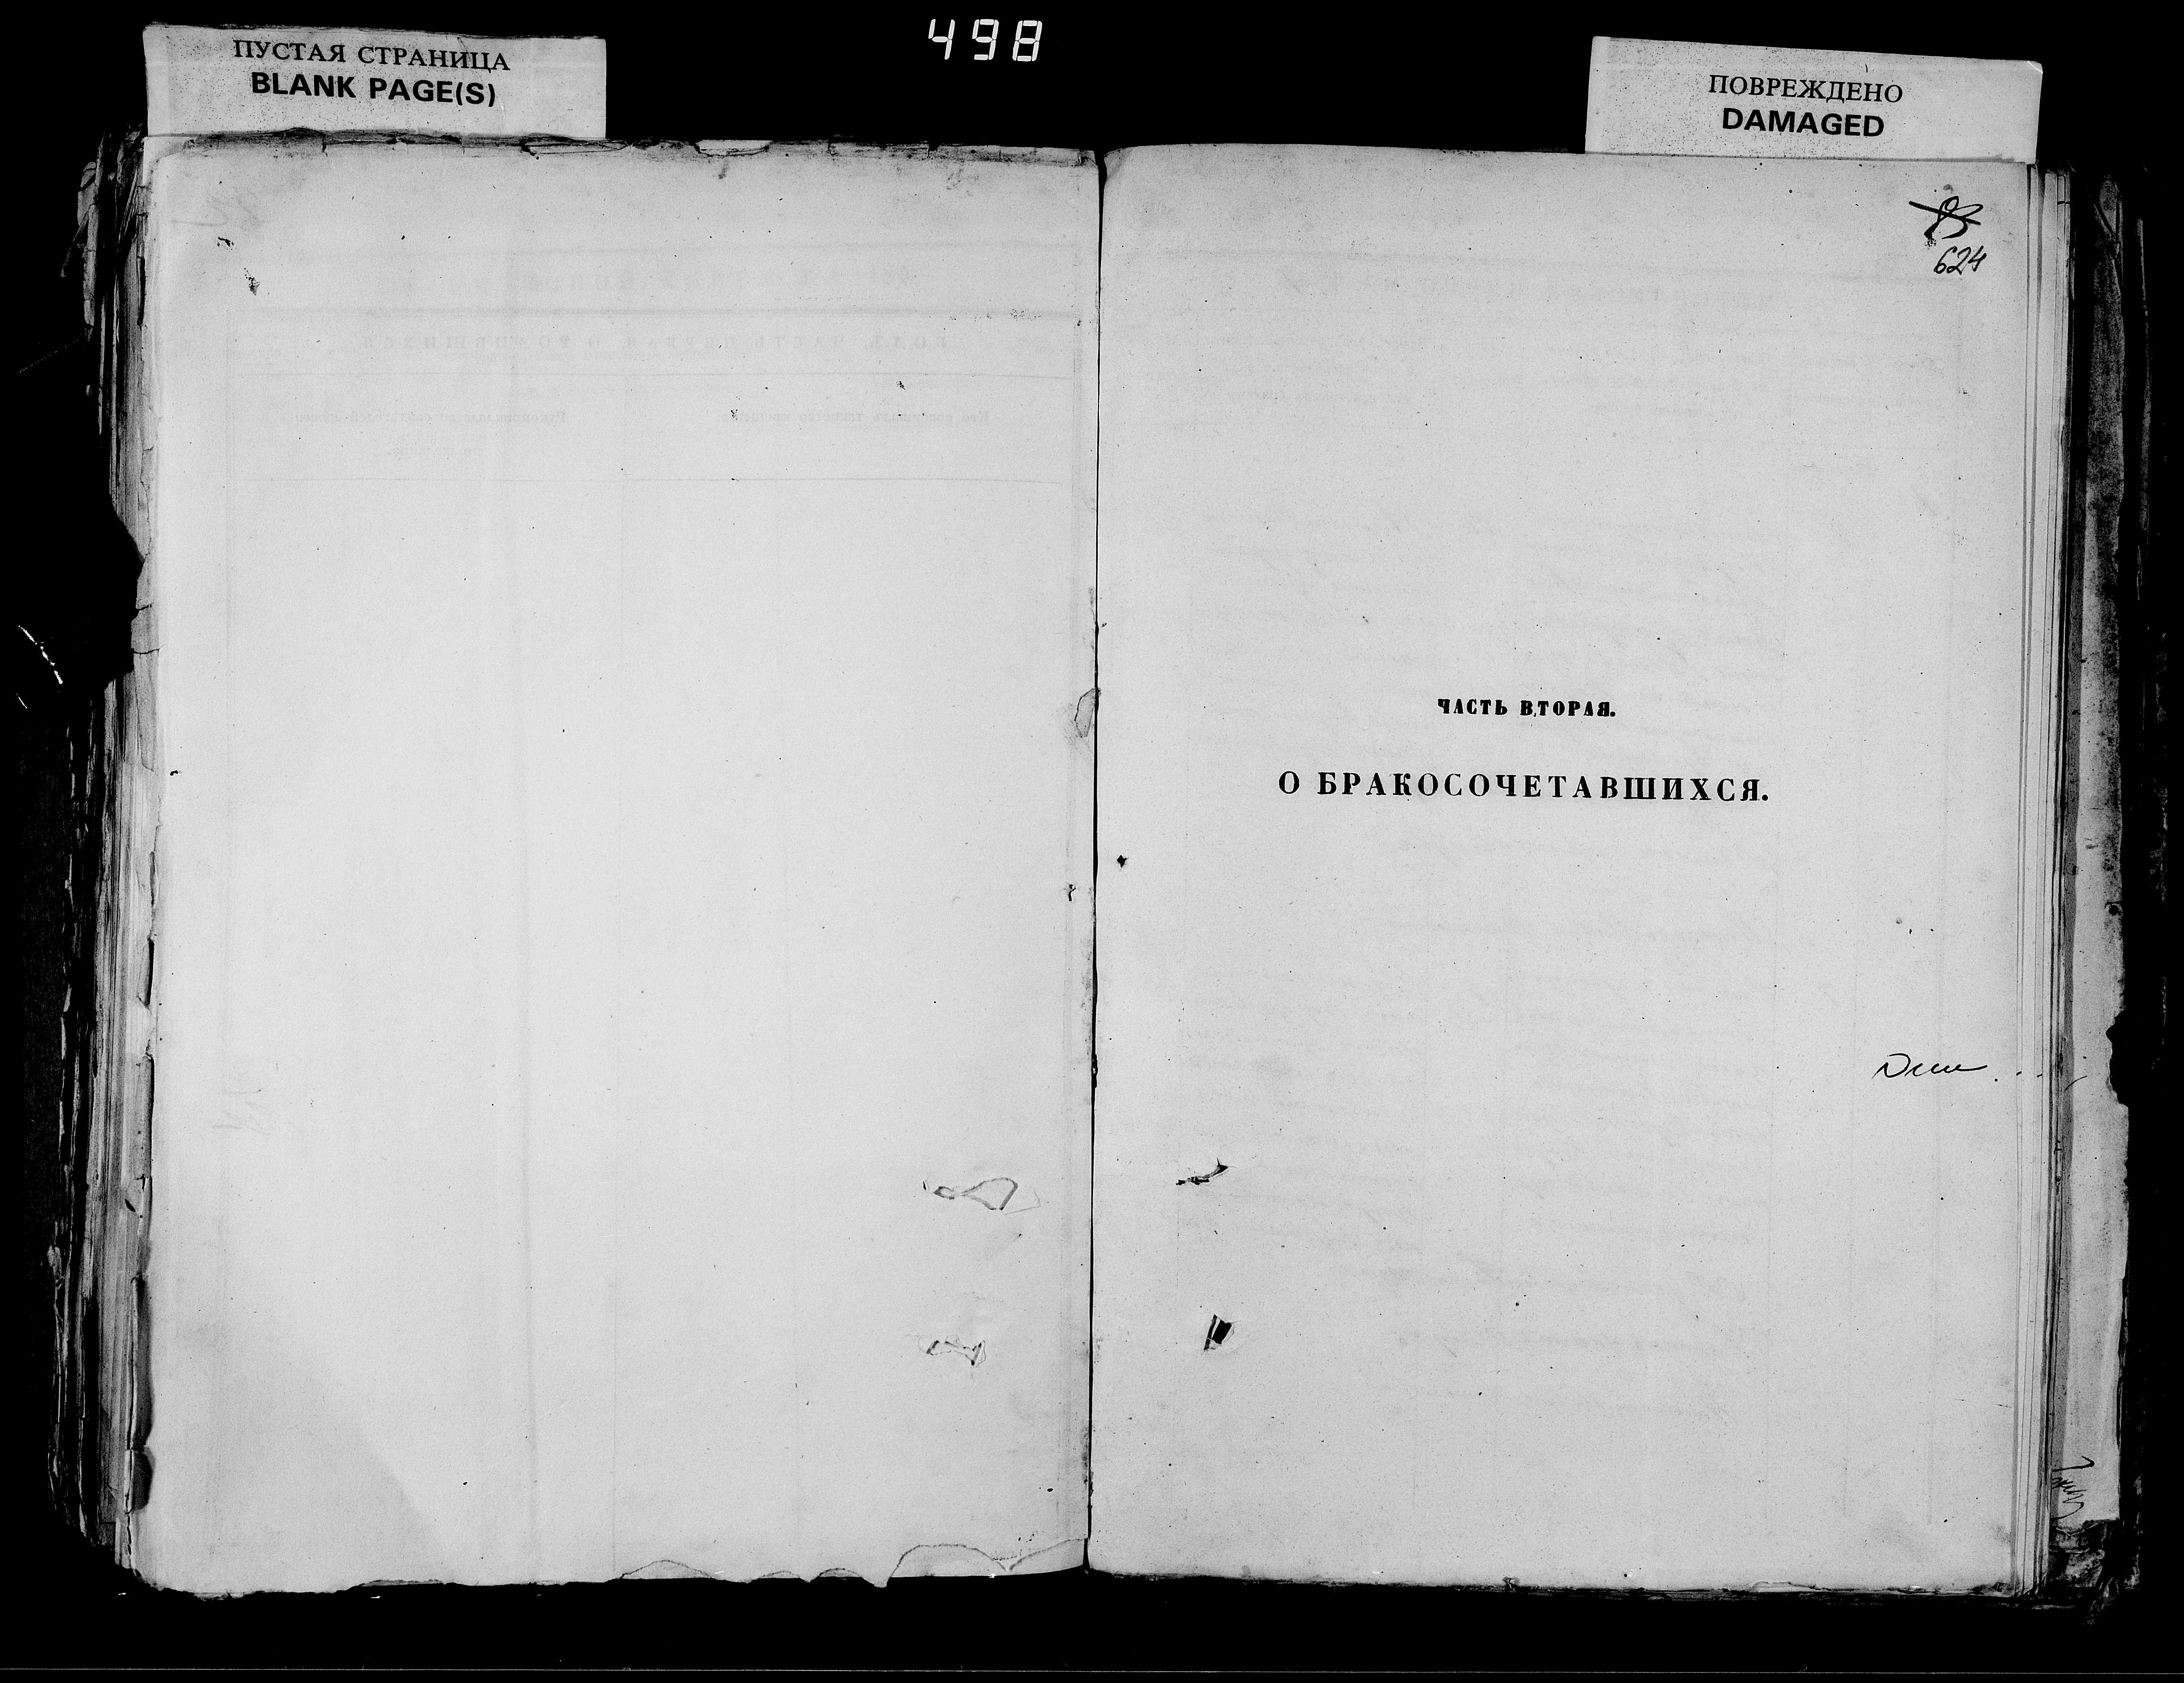 498
ПУСТАЯ СТРАНИЦА
BLANK PAGE(S)
ПОВРЕЖДЕНО
DAMAGED
624
ЧАСТЬ ВТОРАЯ.
О БРАКОСОЧЕТАВШИХСЯ.